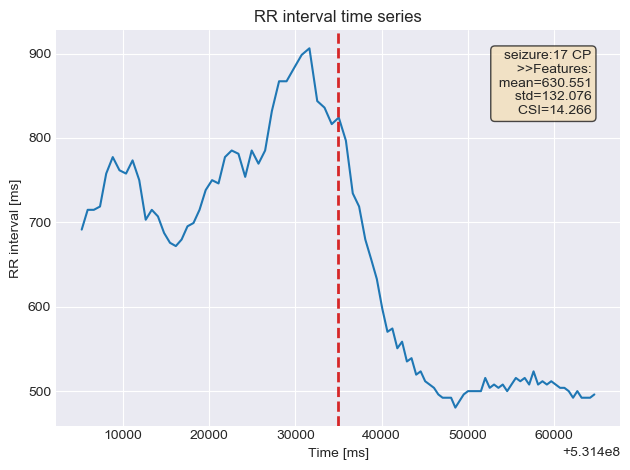 RR interval time series
seizure:17 CP
>>Features:
mean=630.551
std=132.076
CSI=14.266
RR interval [ms]
900
800
700
600
500
10000 20000 30000 40000 50000 60000
Time [ms]
+5.314e8